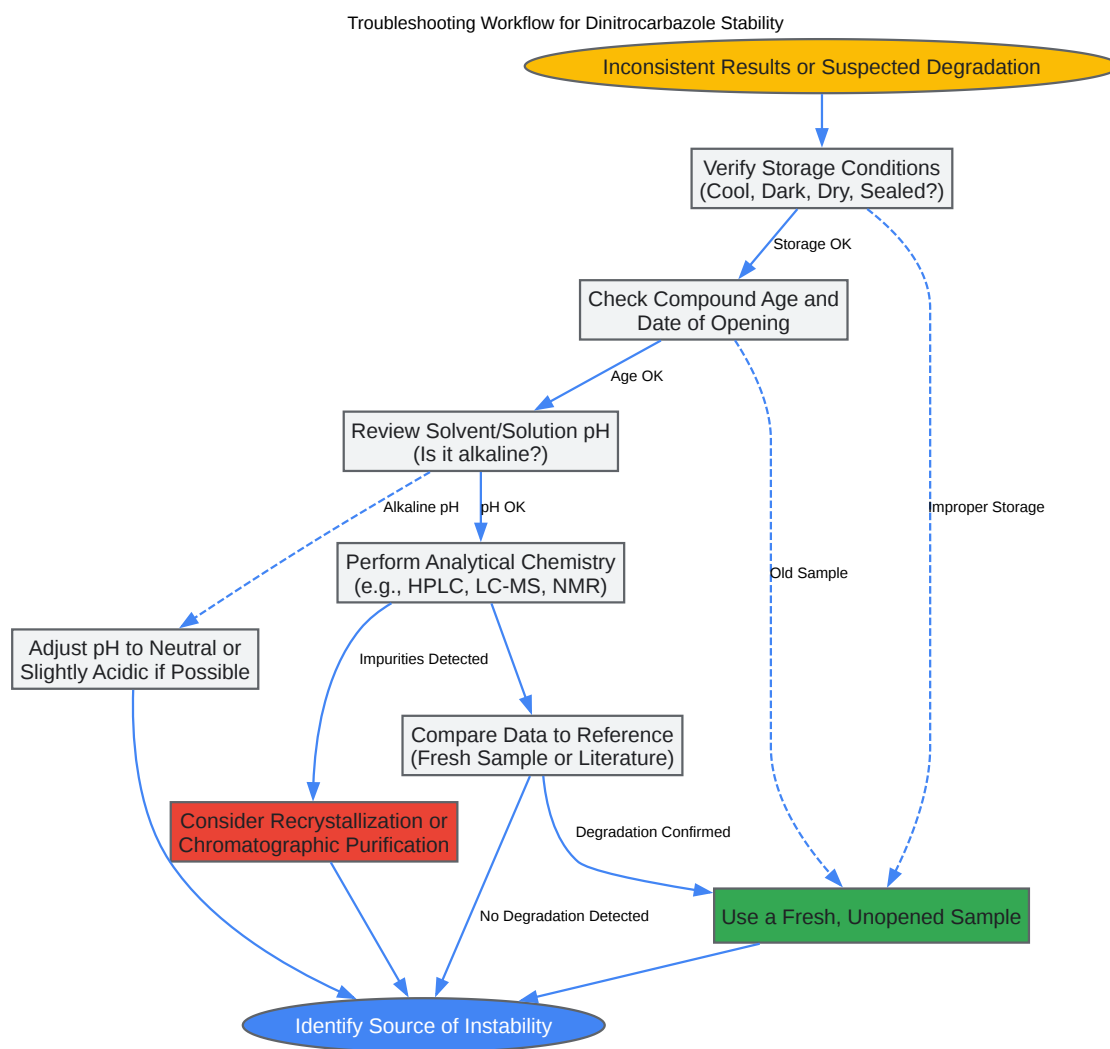 Troubleshooting Workflow for Dinitrocarbazole Stability
Inconsistent Results or Suspected Degradation
Verify Storage Conditions
(Cool, Dark, Dry, Sealed?)
Storage OK
Check Compound Age and
Date of Opening
Age OK
Review Solvent/Solution pH
(Is it alkaline?)
Alkaline pH
pH OK
Improper Storage
Perform Analytical Chemistry
(e.g., HPLC, LC-MS, NMR)
Old Sample
Adjust pH to Neutral or
Slightly Acidic if Possible
Impurities Detected
Compare Data to Reference
(Fresh Sample or Literature)
Consider Recrystallization or
Chromatographic Purification
Degradation Confirmed
No Degradation Detected
Use a Fresh, Unopened Sample
Identify Source of Instability